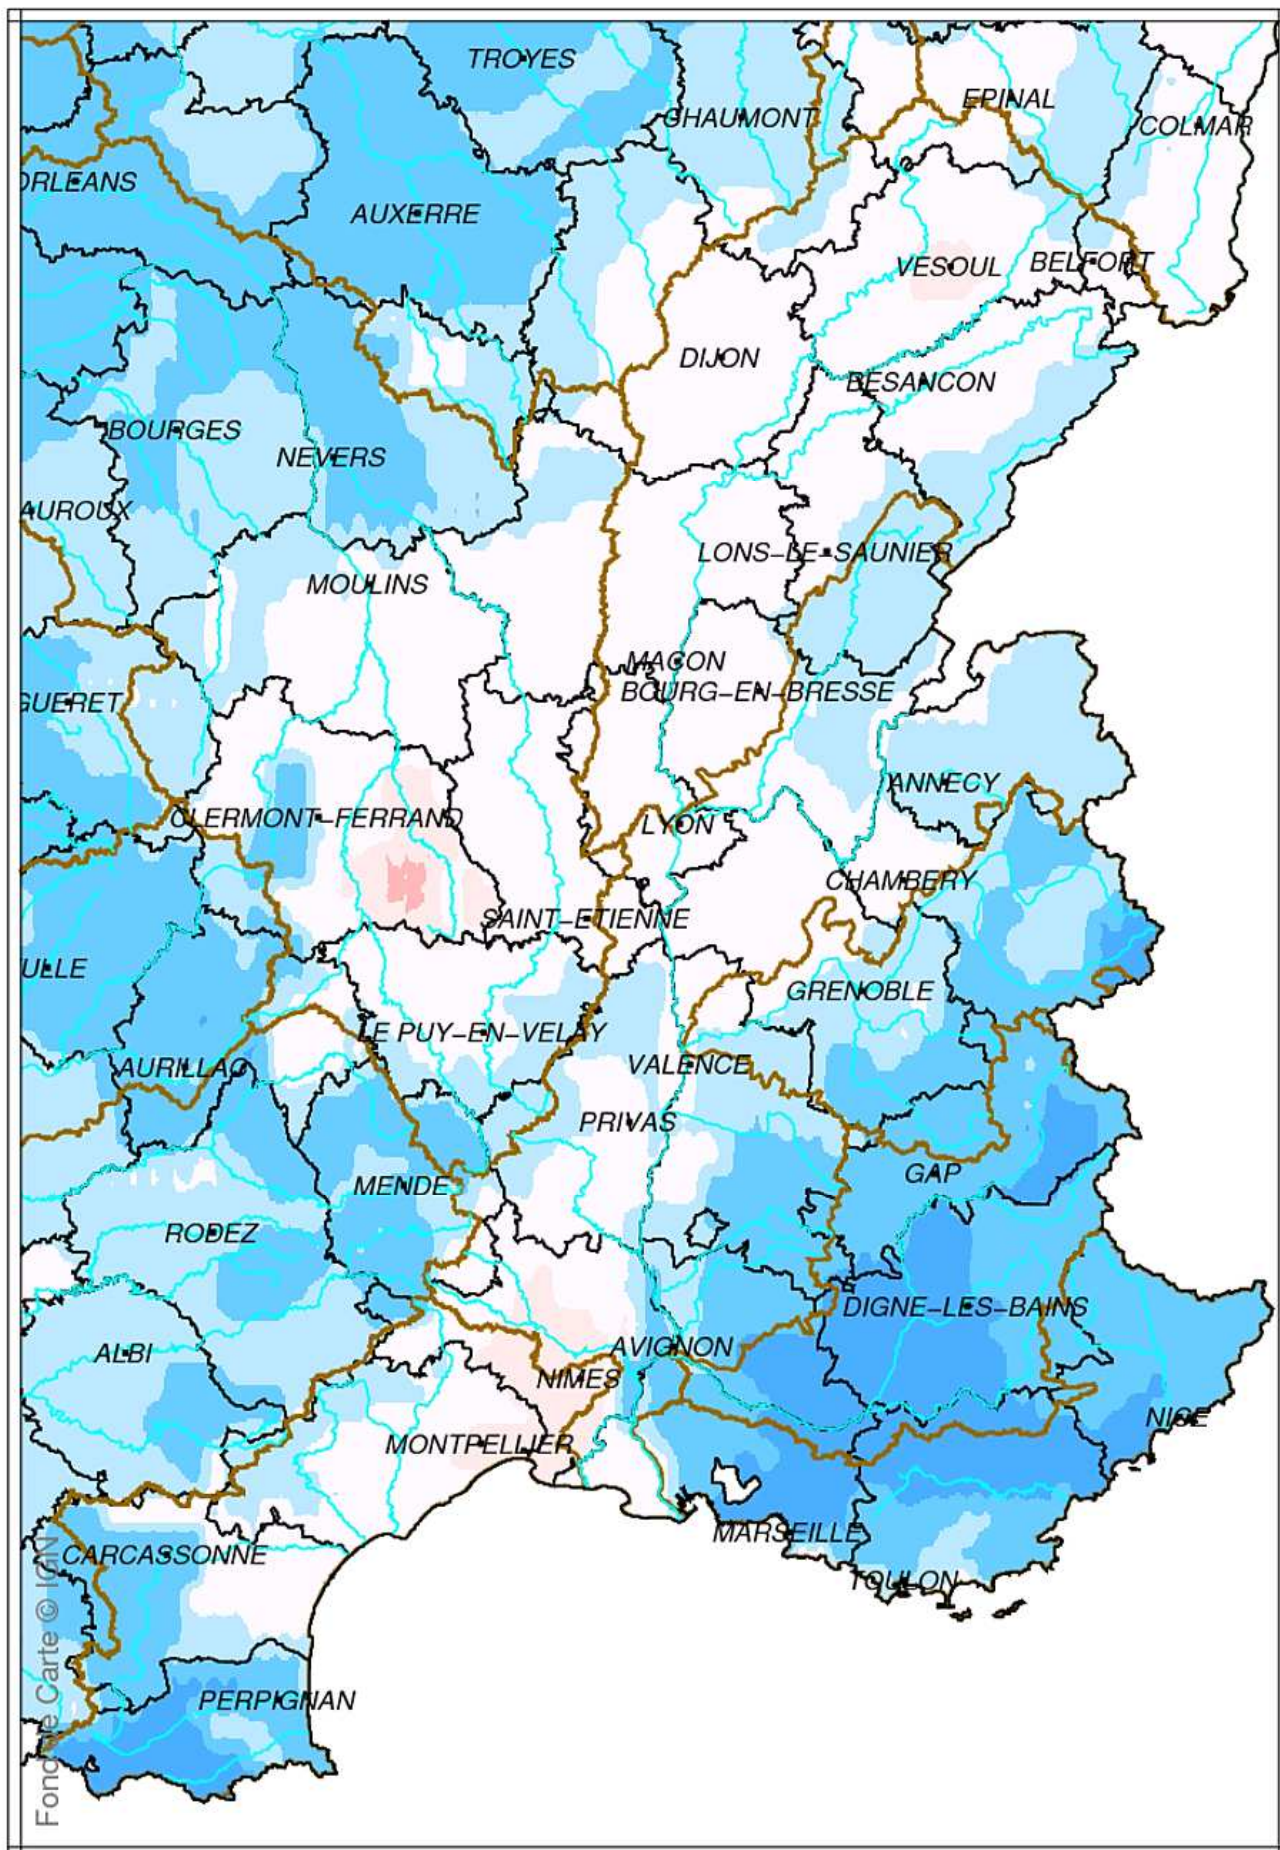 TROYES
EPINAL
CHAUMONT
COLMAR
ORLEANS
AUXERRE
VESOUL
BELFORT
DIJON
BESANCON
BOURGES
NEVERS
AUROUX
LONS-LE-SAUNIER
MOULINS
MACON
BOURG-EN-BRESSE
GUERET
ANNECY
CLERMONT-FERRAND
LYON
CHAMBERY
SAINT-ETIENNE
ULLE
GRENOBLE
LE PUY-EN-VELAY
VALENCE
AURILLAC
PRIVAS
GAP
MENDE
RODEZ
DIGNE-LES-BAINS
AVIGNON
ALBI
NIMES
NICE
MONTPELLIER
MARSEILLE
CARCASSONNE
TOULON
PERPIGNAN
Fond de Carte © IGN